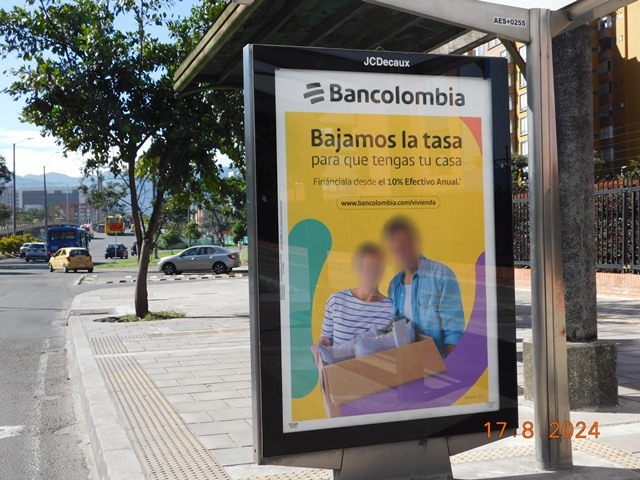 AES+0255
JCDecaux
Bancolombia
Bajamos la tasa
para que tengas tu casa
Fináncialа desde el 10% Efectivo Anual.*
www.bancolombia.com/vivienda
17 8 2024